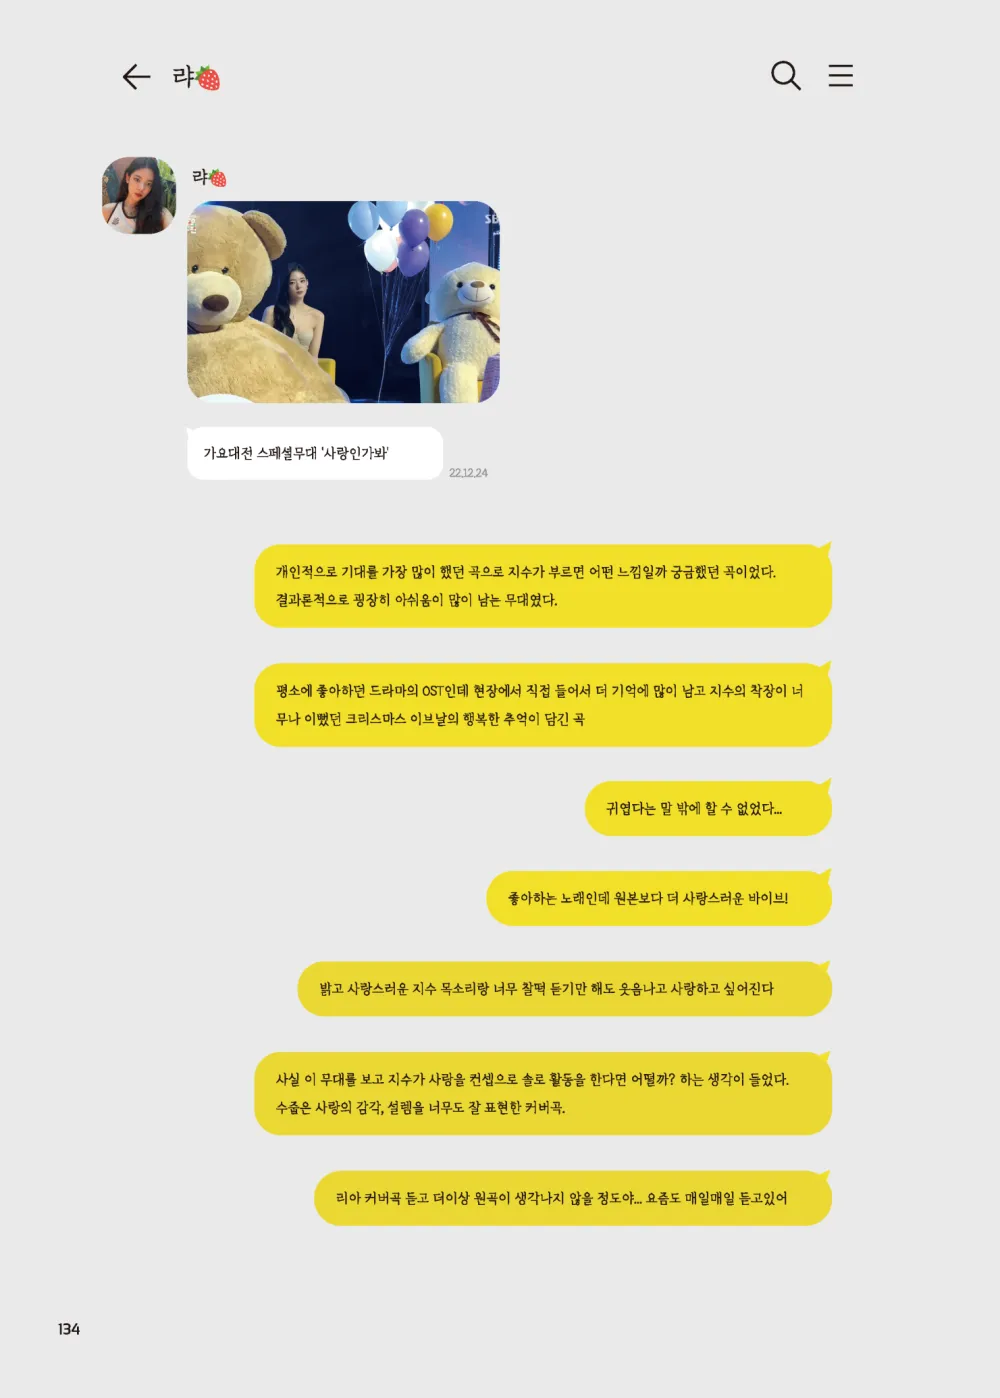 랴🍓
랴🍓
SB
가요대전 스페셜무대 '사랑인가봐'
22.12.24
개인적으로 기대를 가장 많이 했던 곡으로 지수가 부르면 어떤 느낌일까 궁금했던 곡이었다.
결과론적으로 굉장히 아쉬움이 많이 남는 무대였다.
평소에 좋아하던 드라마의 OST인데 현장에서 직접 들어서 더 기억에 많이 남고 지수의 착장이 너
무나 이뻤던 크리스마스 이브날의 행복한 추억이 담긴 곡
귀엽다는 말 밖에 할 수 없었다...
좋아하는 노래인데 원본보다 더 사랑스러운 바이브!
밝고 사랑스러운 지수 목소리랑 너무 찰떡 듣기만 해도 웃음나고 사랑하고 싶어진다
사실 이 무대를 보고 지수가 사랑을 컨셉으로 솔로 활동을 한다면 어떨까? 하는 생각이 들었다.
수줍은 사랑의 감각, 설렘을 너무도 잘 표현한 커버곡.
리아 커버곡 듣고 더이상 원곡이 생각나지 않을 정도야... 요즘도 매일매일 듣고있어
134